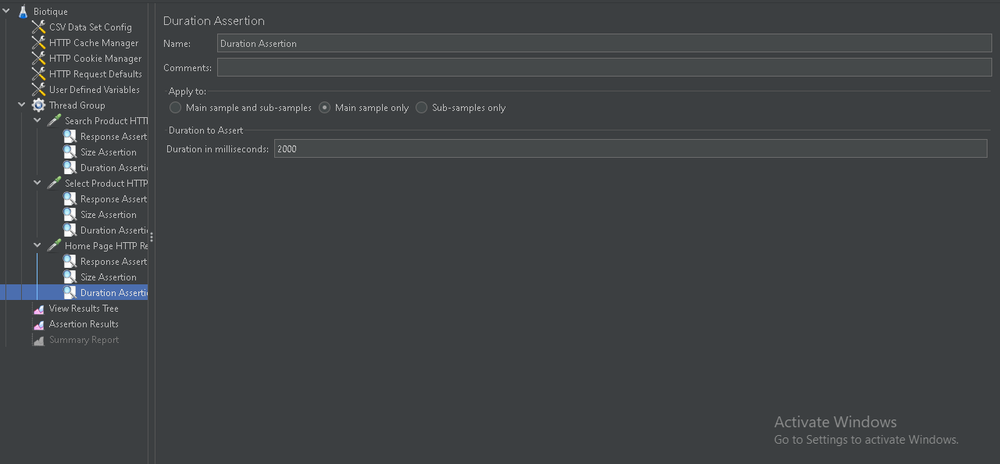 Biotique
CSV Data Set Config
HTTP Cache Manager
HTTP Cookie Manager
HTTP Request Defaults
User Defined Variables
Thread Group
Search Product HTTI
Response Assert
Size Assertion
Duration Asserti
Select Product HTTP
Response Assert
Size Assertion
Duration Asserti
Home Page HTTP Re
Response Assert
Size Assertion
Duration Asserti
View Results Tree
Assertion Results
Summary Report
Duration Assertion
Name: Duration Assertion
Comments:
Apply to:
Main sample and sub-samples Main sample only Sub-samples only
Duration to Assert
Duration in milliseconds: 2000
Activate Windows
Go to Settings to activate Windows.